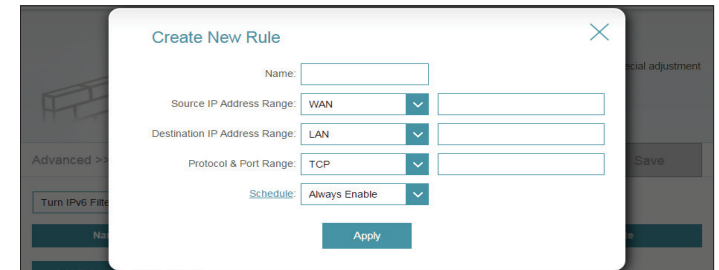 Create New Rule
ecial adjustment
Name:
Source IP Address Range: WAN
Destination IP Address Range: LAN
Advanced >>
Protocol & Port Range: TCP
Save
Schedule: Always Enable
Turn IPv6 Filte
Na
Apply